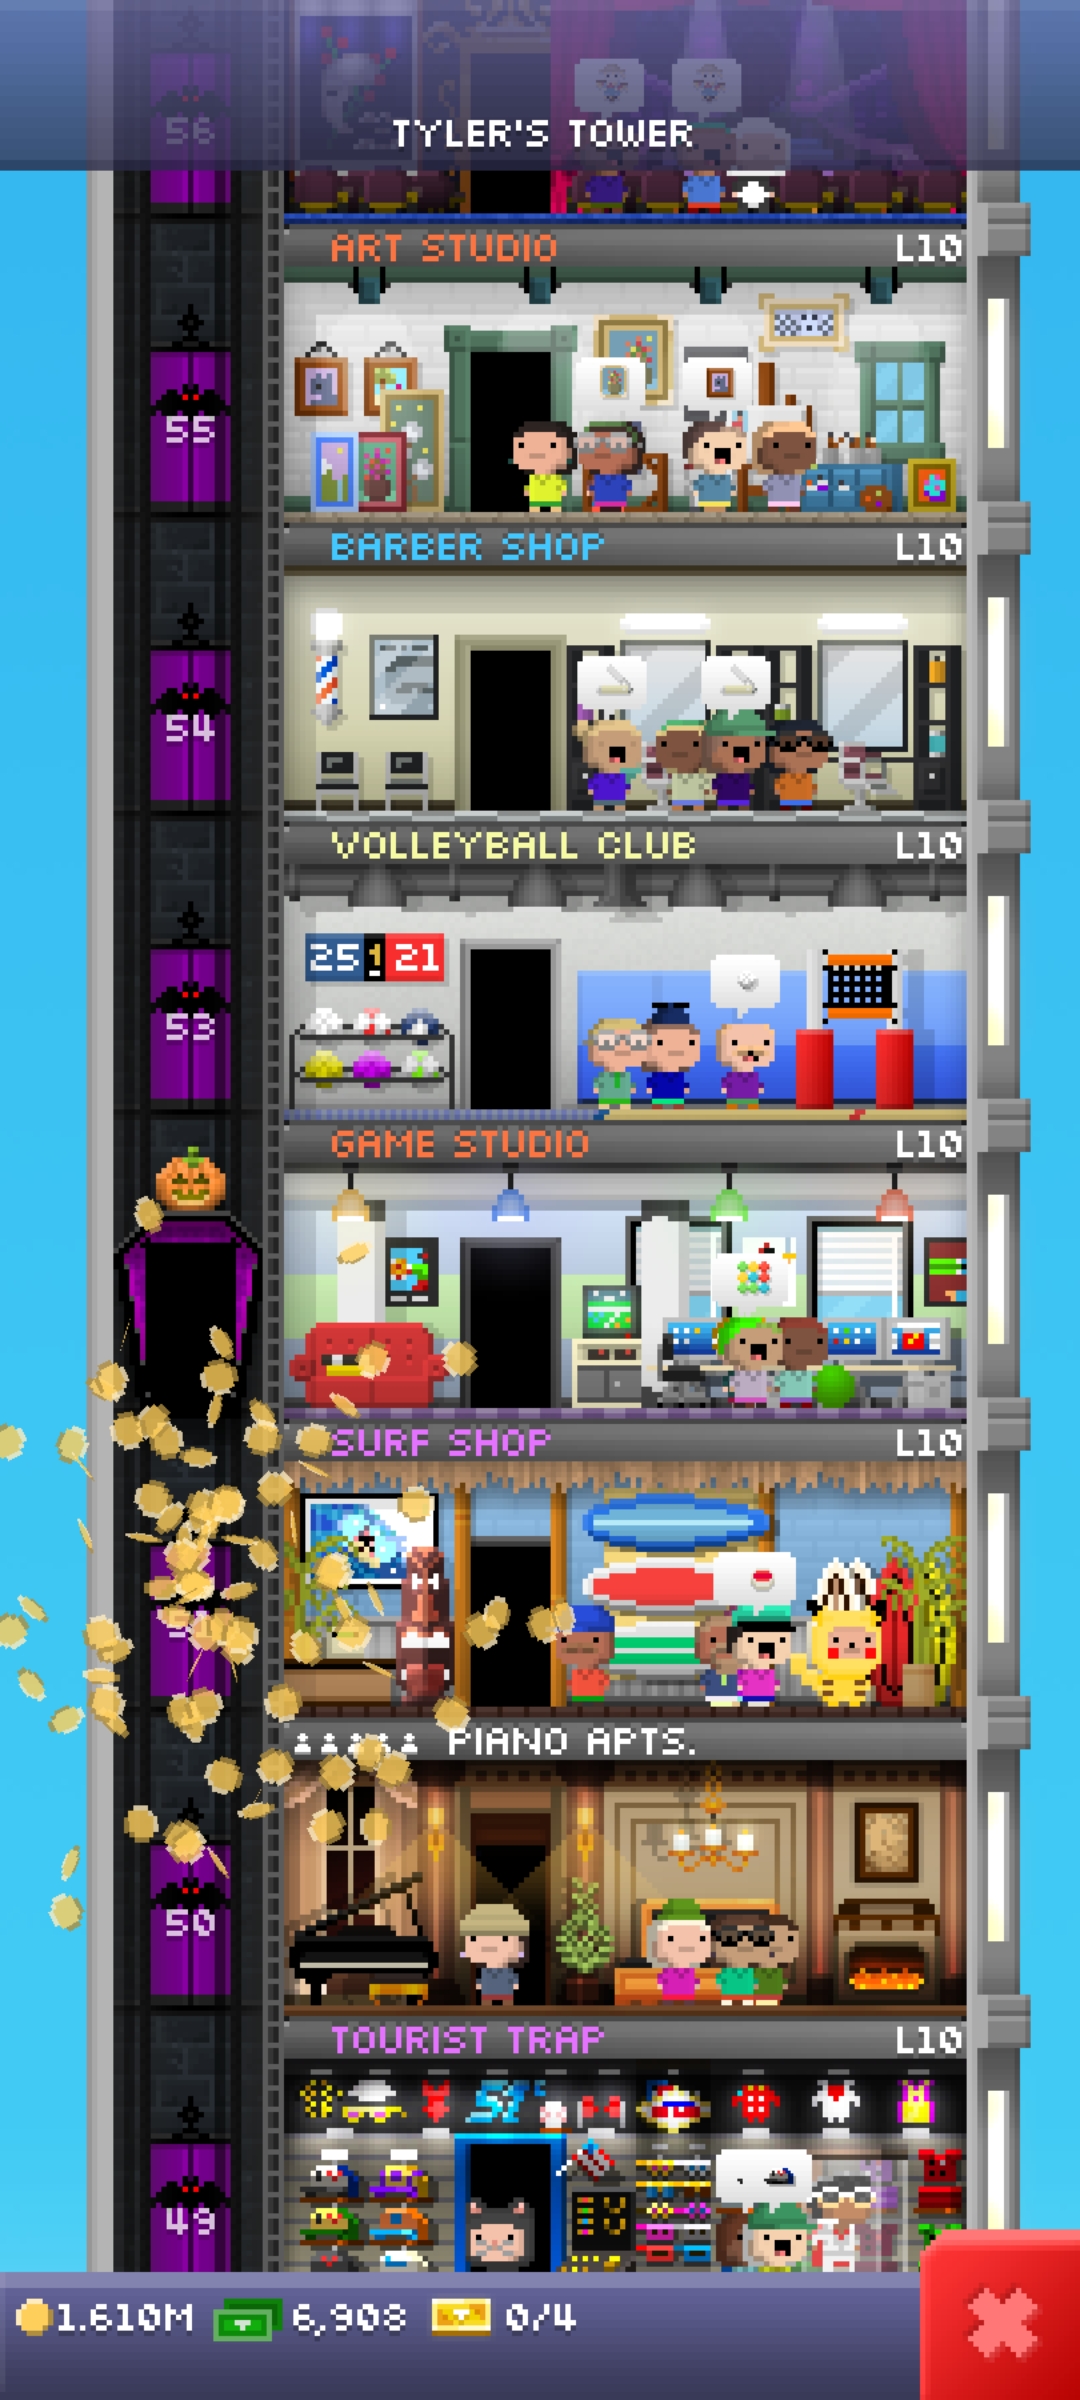 56
TYLER'S TOWER
ART STUDIO L10
55
BARBER SHOP L10
54
VOLLEYBALL CLUB L10
25 1 21
53
GAME STUDIO L10
SURF SHOP L10
PIANO APTS.
50
TOURIST TRAP L10
49
1.610M 6,908 0/4